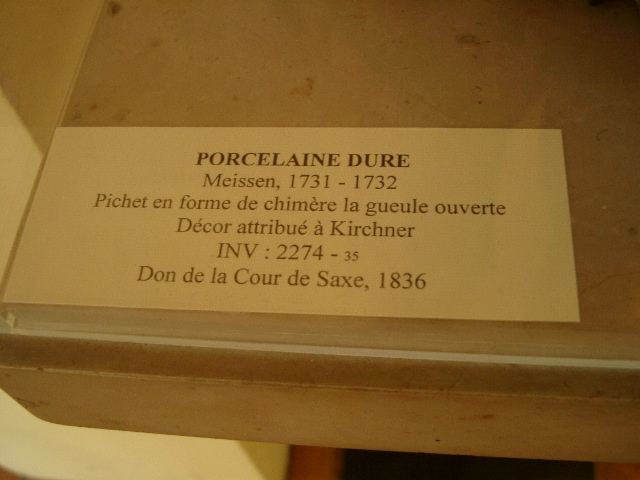 PORCELAINE DURE
Meissen, 1731 - 1732
Pichet en forme de chimère la gueule ouverte
Décor attribué à Kirchner
INV : 2274 - 35
Don de la Cour de Saxe, 1836